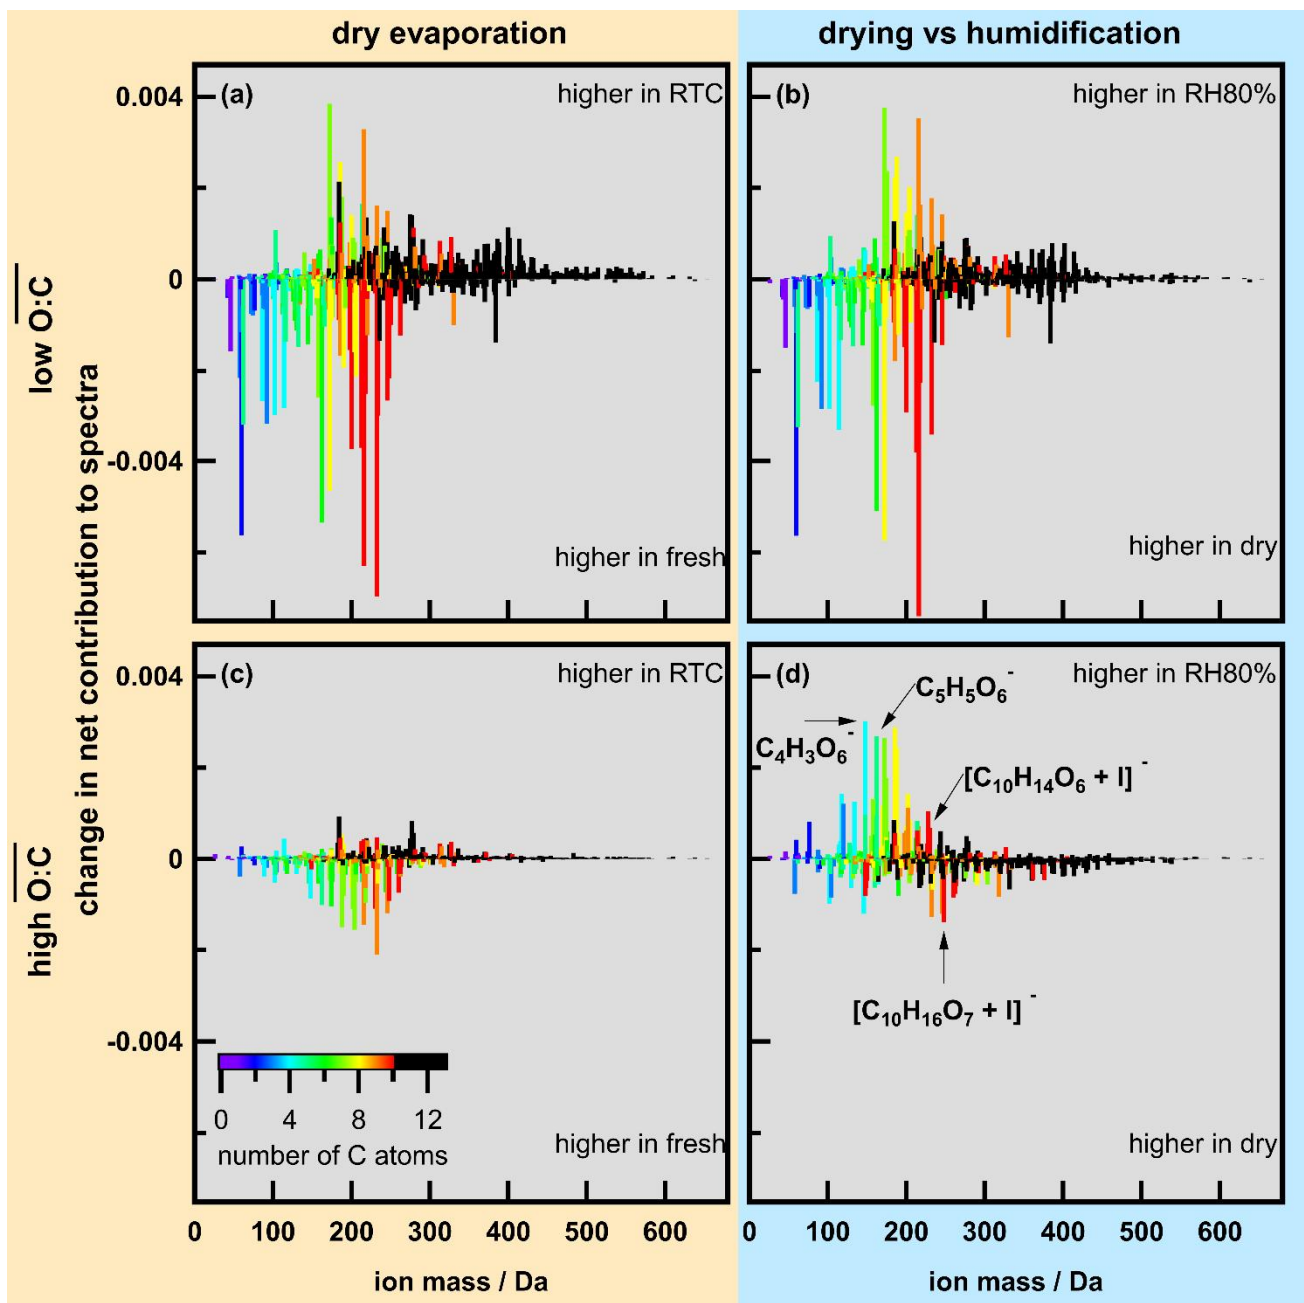 dry evaporation
drying vs humidification
low O:C
high O:C
change in net contribution to spectra
0.004
0
-0.004
(a)
higher in RTC
higher in fresh
(b)
higher in RH80%
higher in dry
0.004
0
-0.004
(c)
higher in RTC
0 4 8 12
number of C atoms
higher in fresh
(d)
higher in RH80%
C5H5O6-
C4H3O6-
[C10H14O6 + I]-
[C10H16O7 + I]-
higher in dry
0 100 200 300 400 500 600
ion mass / Da
0 100 200 300 400 500 600
ion mass / Da